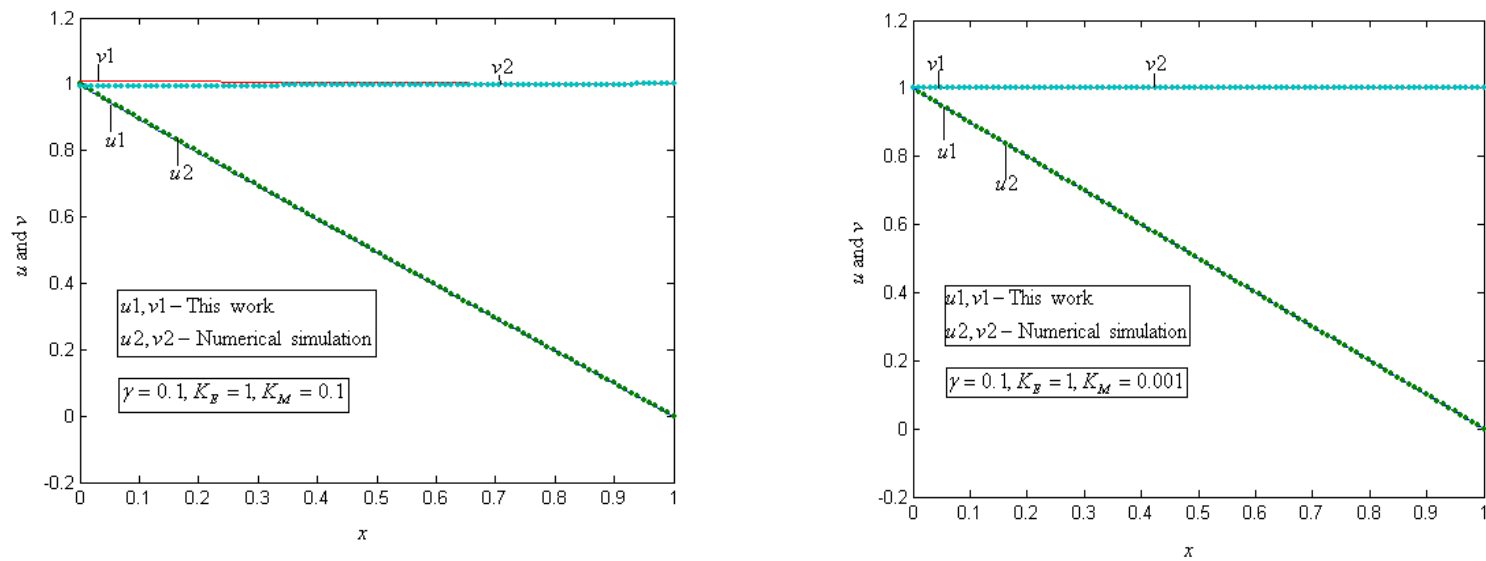 1.2
1
0.8
0.6
0.4
0.2
0
-0.2
u and v
v1
v2
u1
u2
u1,v1 – This work
u2,v2 – Numerical simulation
γ = 0.1, K_E = 1, K_M = 0.1
0 0.1 0.2 0.3 0.4 0.5 0.6 0.7 0.8 0.9 1
x
1.2
1
0.8
0.6
0.4
0.2
0
-0.2
u and v
v1
v2
u1
u2
u1,v1 – This work
u2,v2 – Numerical simulation
γ = 0.1, K_E = 1, K_M = 0.001
0 0.1 0.2 0.3 0.4 0.5 0.6 0.7 0.8 0.9 1
x